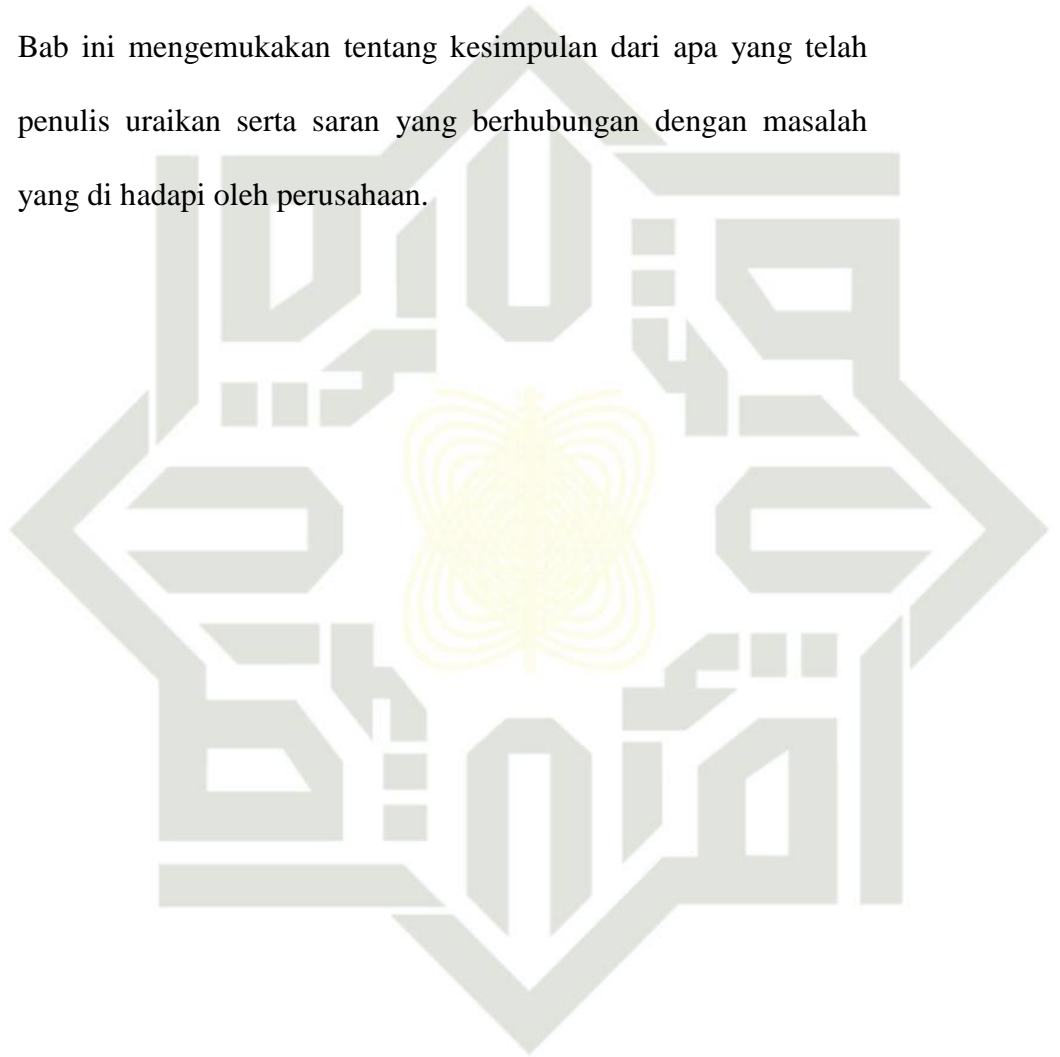 Bab ini mengemukakan tentang kesimpulan dari apa yang telah
penulis uraikan serta saran yang berhubungan dengan masalah
yang di hadapi oleh perusahaan.